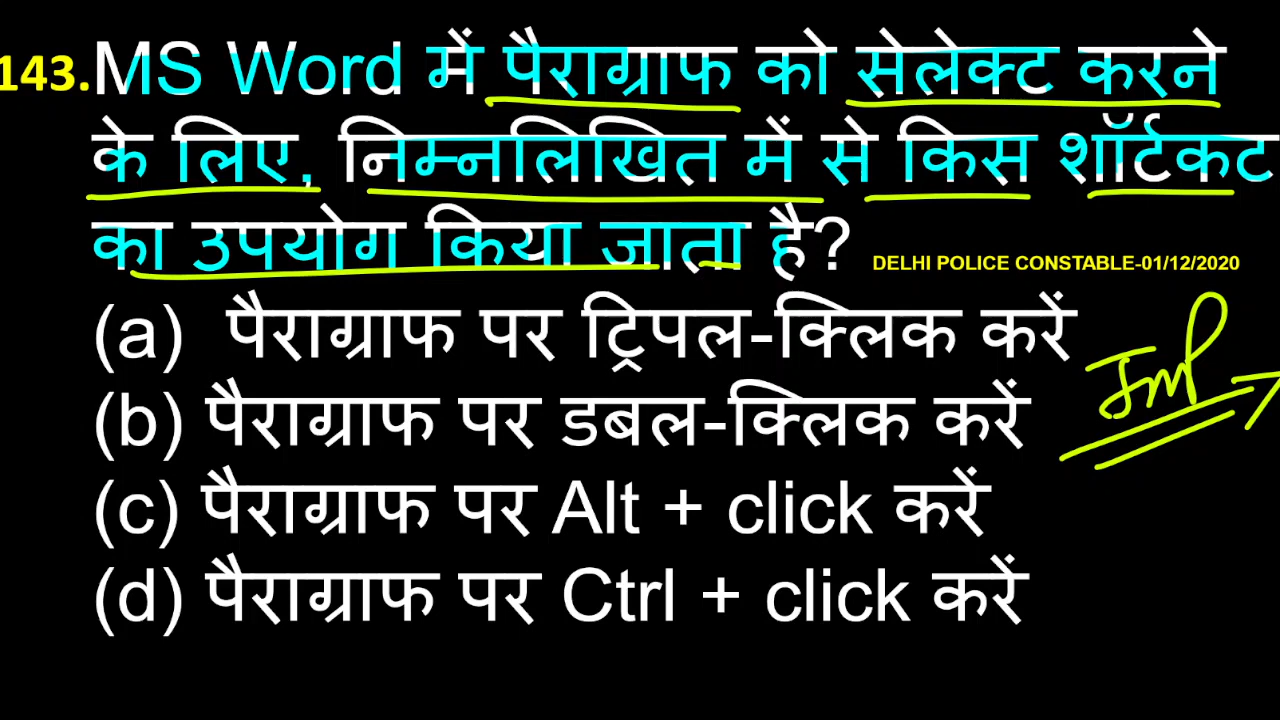 143. MS Word में पैराग्राफ को सेलेक्ट करने
के लिए, निम्नलिखित में से किस शॉर्टकट
का उपयोग किया जाता है? DELHI POLICE CONSTABLE-01/12/2020
(a) पैराग्राफ पर ट्रिपल-क्लिक करें
Imp
(b) पैराग्राफ पर डबल-क्लिक करें
(c) पैराग्राफ पर Alt + click करें
(d) पैराग्राफ पर Ctrl + click करें